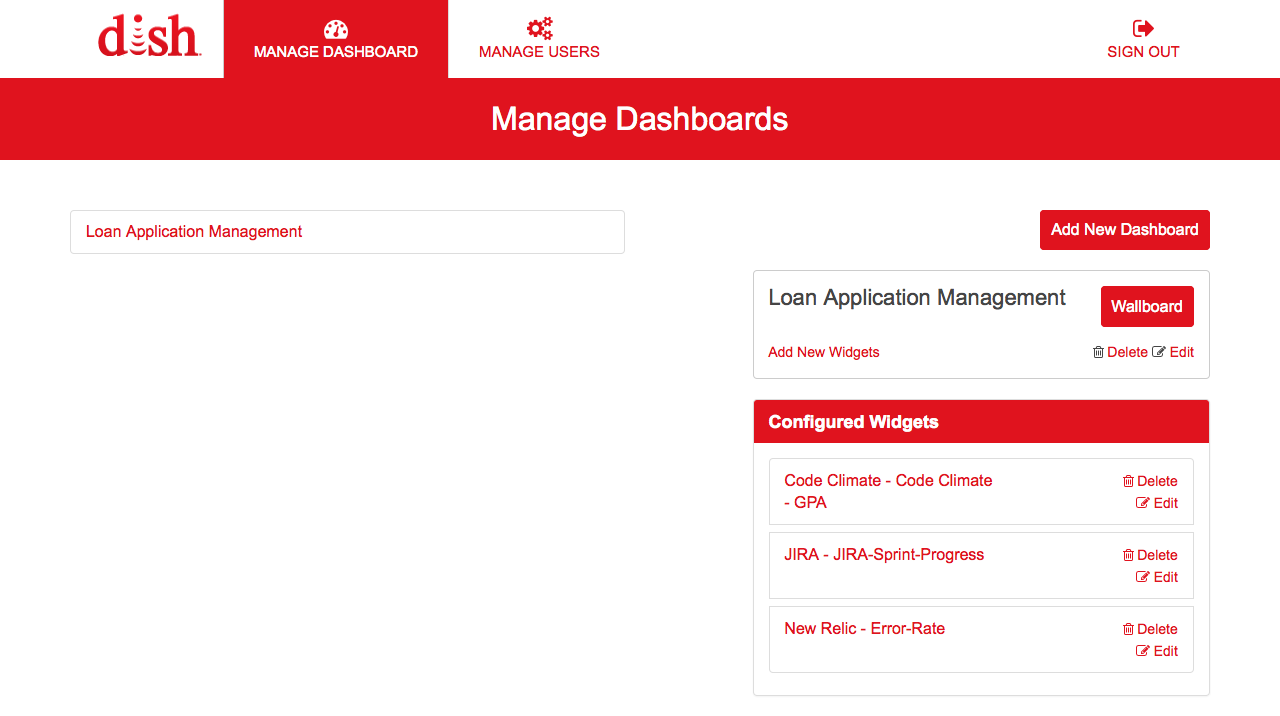 dish
MANAGE DASHBOARD
MANAGE USERS
SIGN OUT
Manage Dashboards
Loan Application Management
Add New Dashboard
Loan Application Management
Wallboard
Add New Widgets
Delete Edit
Configured Widgets
Code Climate - Code Climate
- GPA
Delete
Edit
JIRA - JIRA-Sprint-Progress
Delete
Edit
New Relic - Error-Rate
Delete
Edit